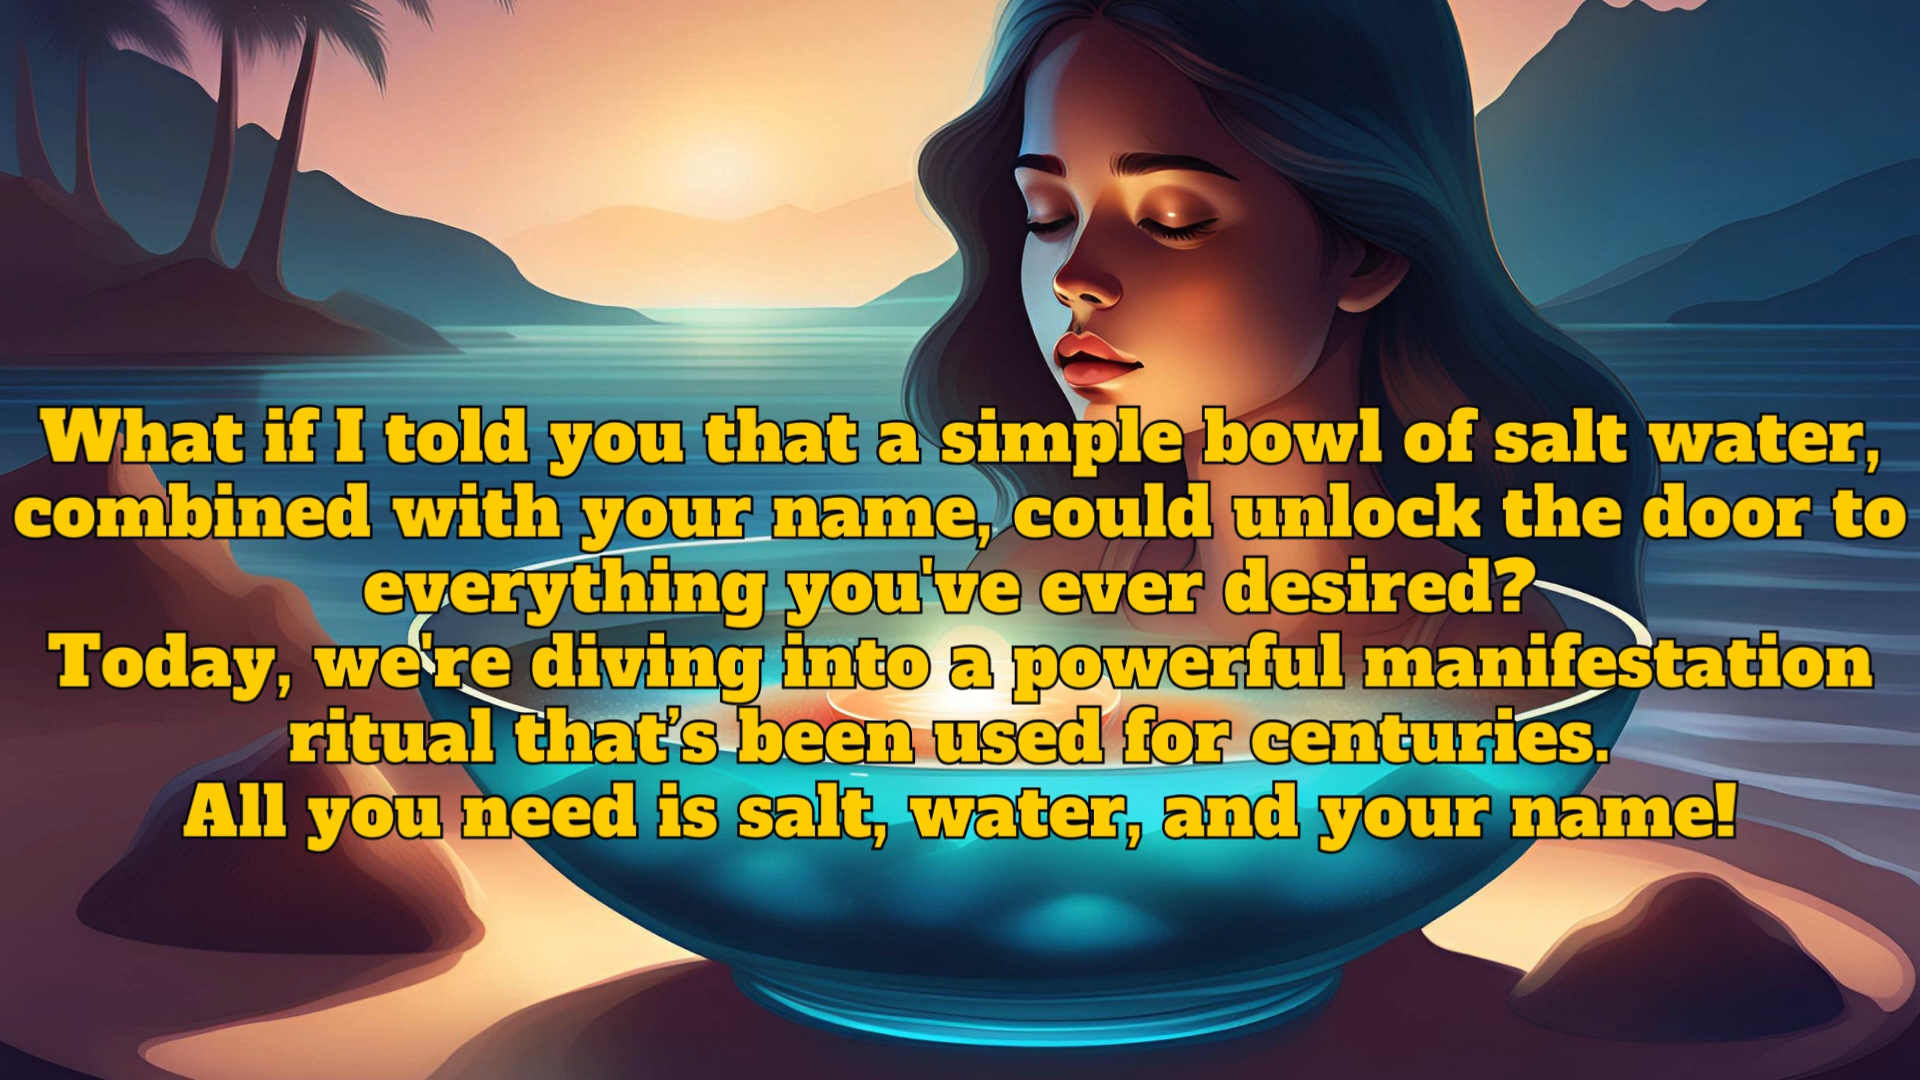 What if I told you that a simple bowl of salt water,
combined with your name, could unlock the door to
everything you've ever desired?
Today, we're diving into a powerful manifestation
ritual that’s been used for centuries.
All you need is salt, water, and your name!